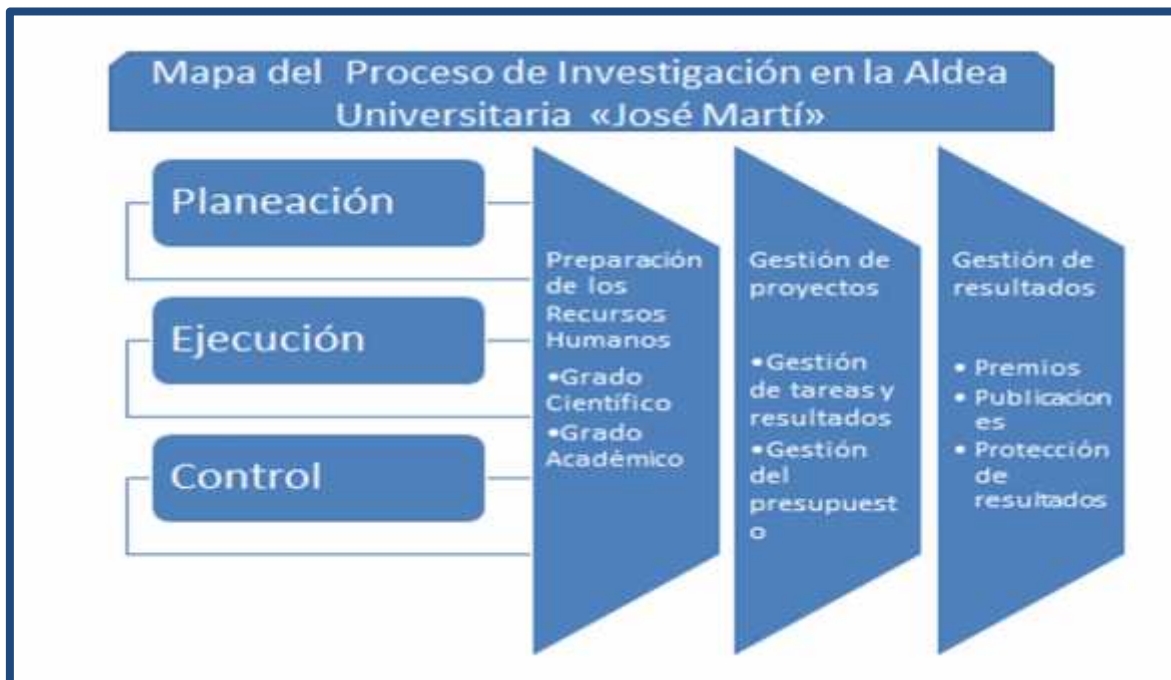 Mapa del Proceso de Investigación en la Aldea
Universitaria «José Martí»
Planeación
Ejecución
Control
Preparación
de los
Recursos
Humanos
•Grado
Científico
•Grado
Académico
Gestión de
proyectos
•Gestión
de tareas y
resultados
•Gestión
del
presupuest
o
Gestión de
resultados
• Premios
• Publicacion
es
• Protección
de
resultados